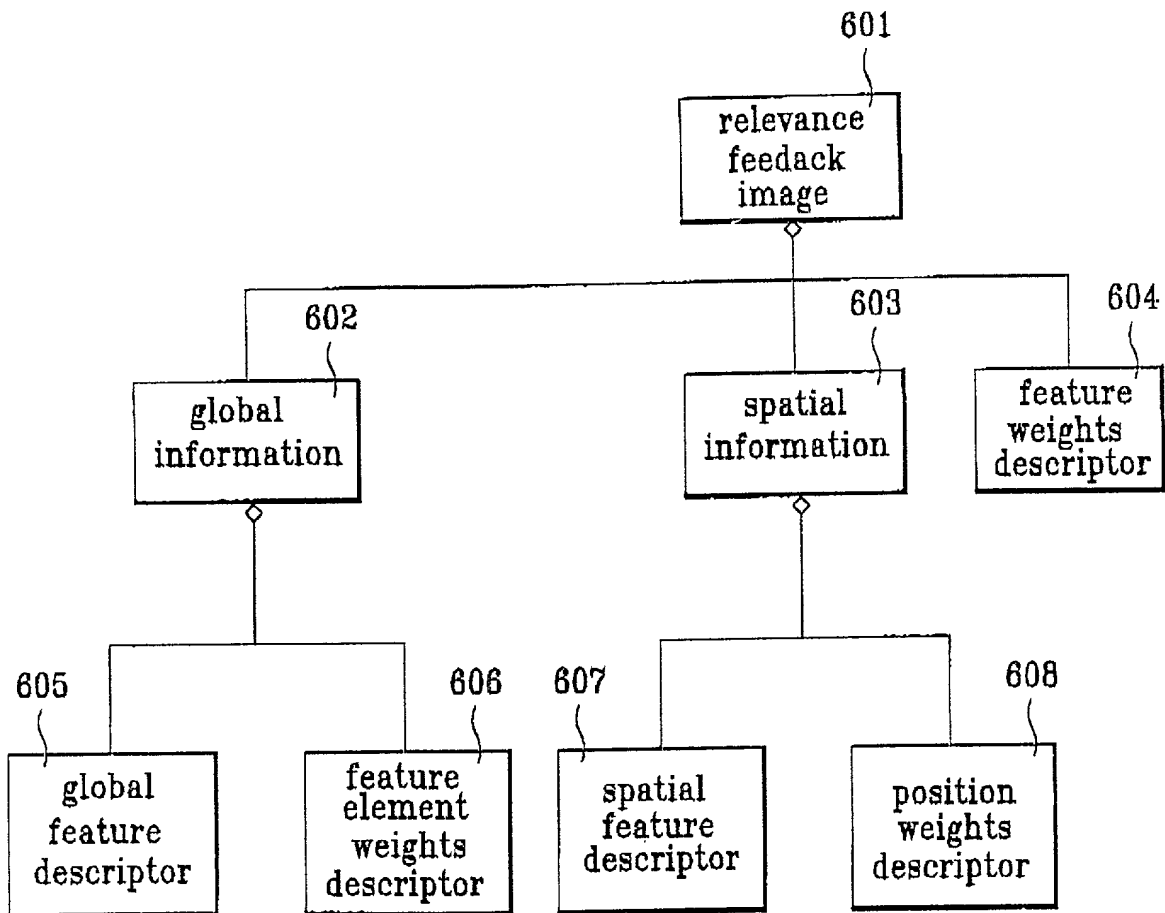 601
relevance
feedack
image
602
603
604
global
information
spatial
information
feature
weights
descriptor
605
606
607
608
global
feature
descriptor
feature
element
weights
descriptor
spatial
feature
descriptor
position
weights
descriptor